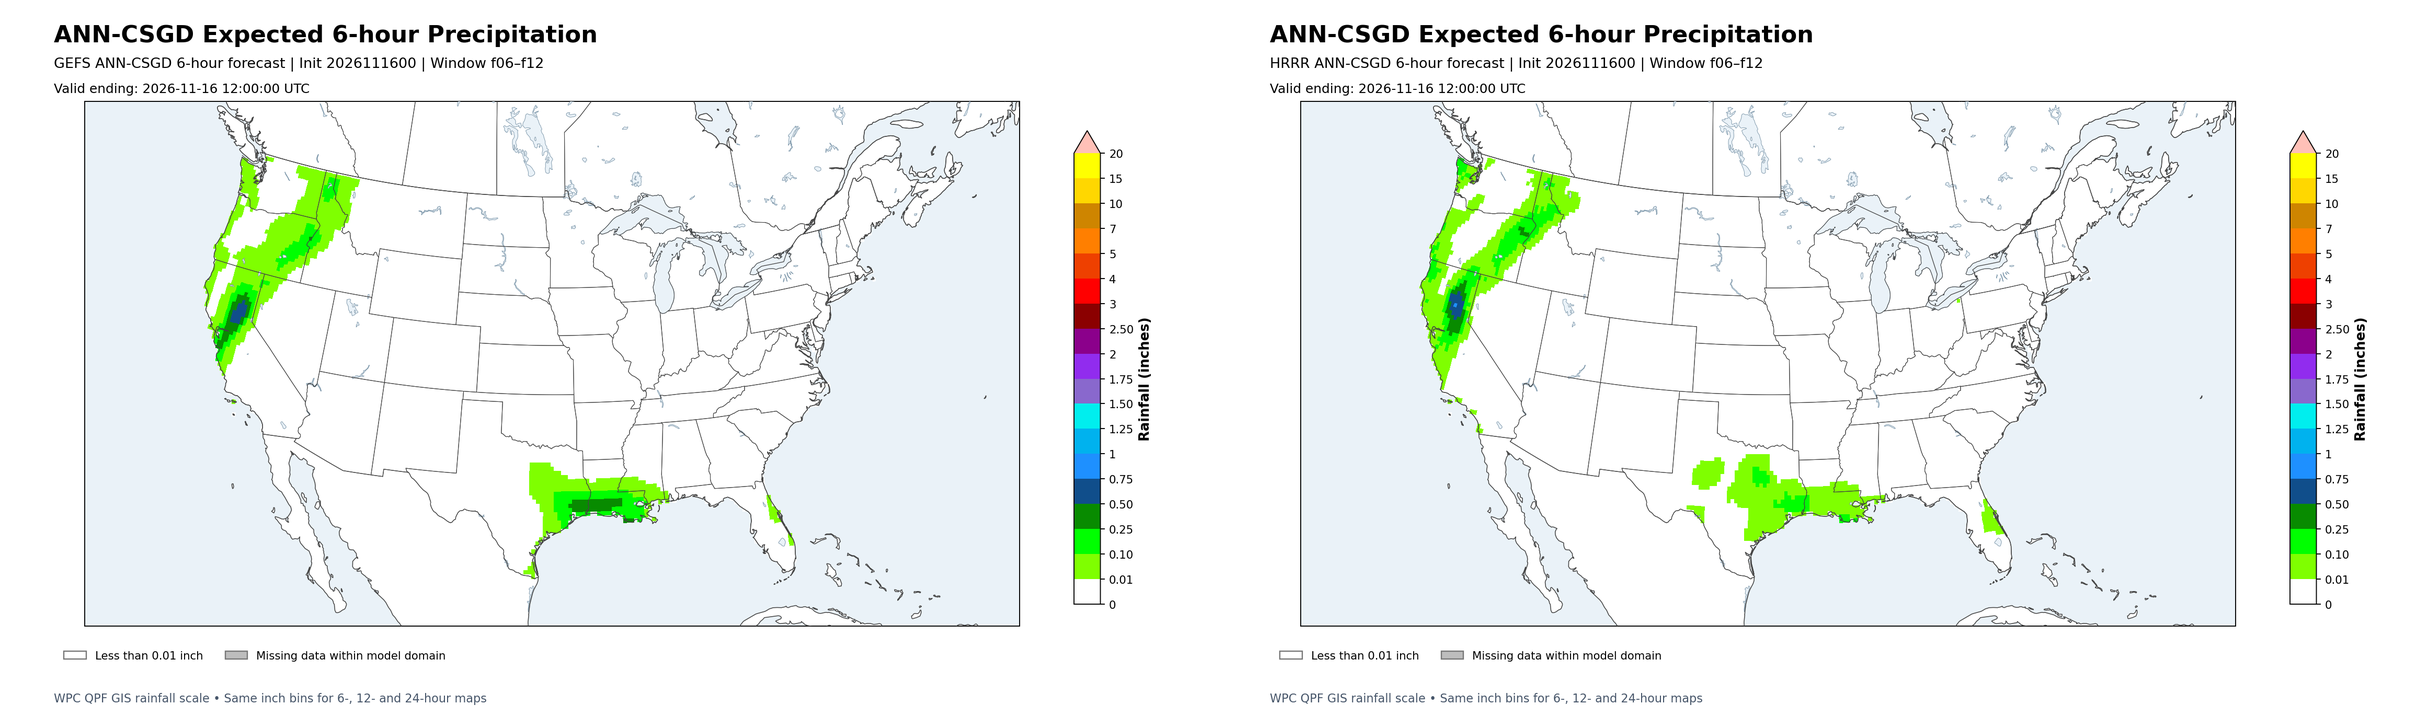 ANN-CSGD Expected 6-hour Precipitation
GEFS ANN-CSGD 6-hour forecast | Init 2026111600 | Window f06–f12
Valid ending: 2026-11-16 12:00:00 UTC
20
15
10
7
5
4
3
2.50
2
1.75
1.50
1.25
1
0.75
0.50
0.25
0.10
0.01
0
Rainfall (inches)
Less than 0.01 inch
Missing data within model domain
WPC QPF GIS rainfall scale • Same inch bins for 6-, 12- and 24-hour maps
ANN-CSGD Expected 6-hour Precipitation
HRRR ANN-CSGD 6-hour forecast | Init 2026111600 | Window f06–f12
Valid ending: 2026-11-16 12:00:00 UTC
20
15
10
7
5
4
3
2.50
2
1.75
1.50
1.25
1
0.75
0.50
0.25
0.10
0.01
0
Rainfall (inches)
Less than 0.01 inch
Missing data within model domain
WPC QPF GIS rainfall scale • Same inch bins for 6-, 12- and 24-hour maps